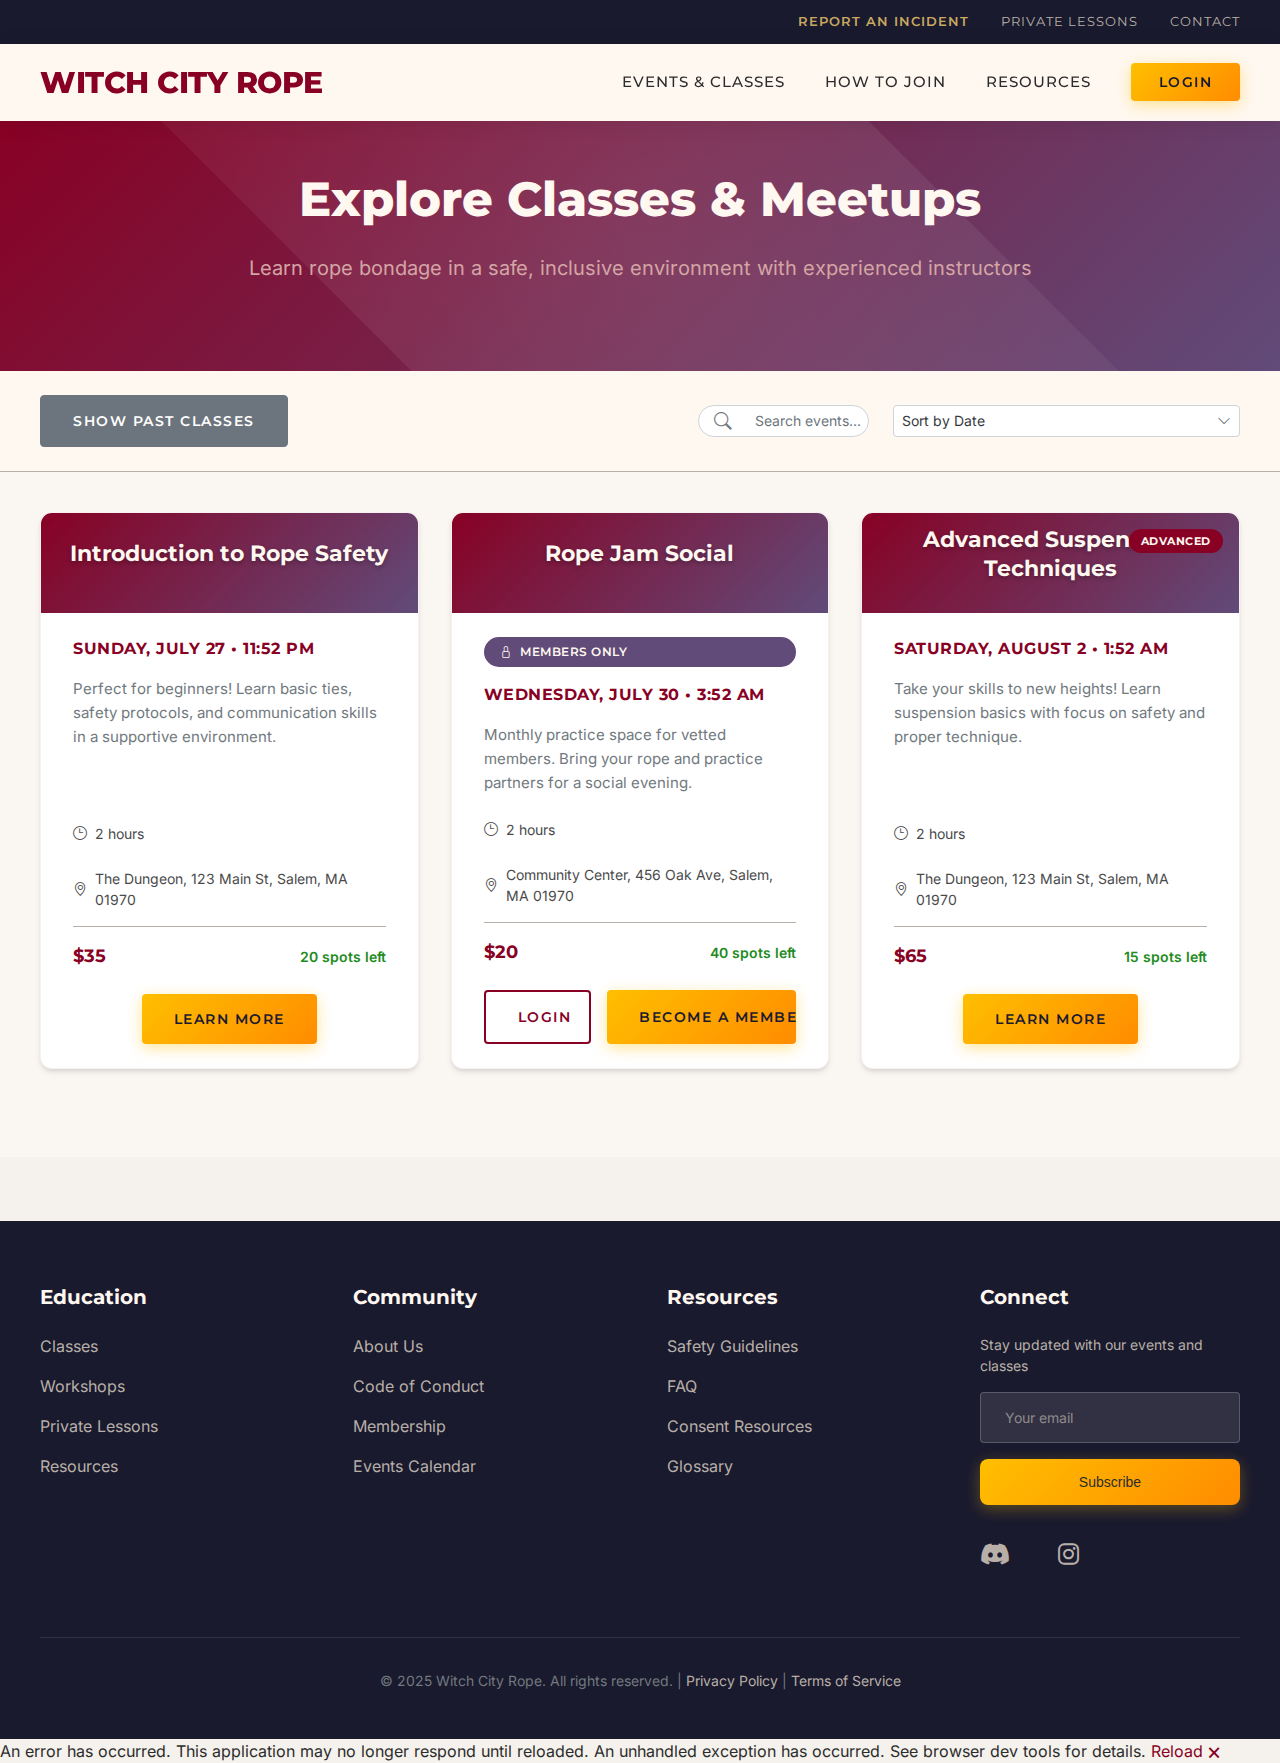 REPORT AN INCIDENT PRIVATE LESSONS CONTACT
WITCH CITY ROPE EVENTS & CLASSES HOW TO JOIN RESOURCES LOGIN
Explore Classes & Meetups
Learn rope bondage in a safe, inclusive environment with experienced instructors
SHOW PAST CLASSES Search events... Sort by Date
Introduction to Rope Safety
SUNDAY, JULY 27 • 11:52 PM
Perfect for beginners! Learn basic ties,
safety protocols, and communication skills
in a supportive environment.
2 hours
The Dungeon, 123 Main St, Salem, MA
01970
$35 20 spots left
LEARN MORE
Rope Jam Social
MEMBERS ONLY
WEDNESDAY, JULY 30 • 3:52 AM
Monthly practice space for vetted
members. Bring your rope and practice
partners for a social evening.
2 hours
Community Center, 456 Oak Ave, Salem,
MA 01970
$20 40 spots left
LOGIN BECOME A MEMBE
Advanced Suspen ADVANCED
Techniques
SATURDAY, AUGUST 2 • 1:52 AM
Take your skills to new heights! Learn
suspension basics with focus on safety and
proper technique.
2 hours
The Dungeon, 123 Main St, Salem, MA
01970
$65 15 spots left
LEARN MORE
Education
Classes
Workshops
Private Lessons
Resources
Community
About Us
Code of Conduct
Membership
Events Calendar
Resources
Safety Guidelines
FAQ
Consent Resources
Glossary
Connect
Stay updated with our events and
classes
Your email
Subscribe
© 2025 Witch City Rope. All rights reserved. | Privacy Policy | Terms of Service
An error has occurred. This application may no longer respond until reloaded. An unhandled exception has occurred. See browser dev tools for details. Reload ✕